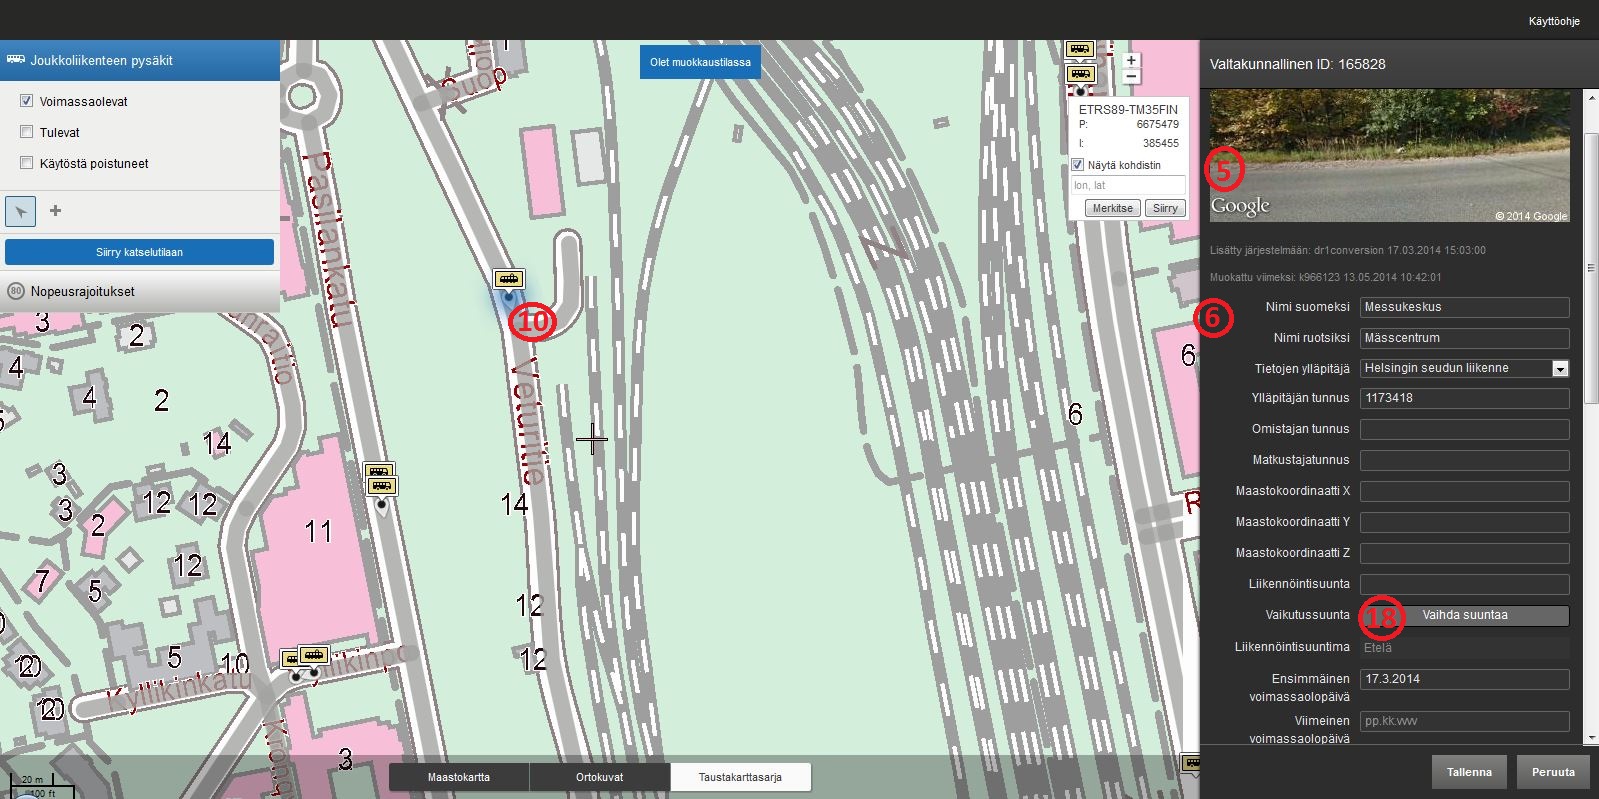 Käyttöohje
Joukkoliikenteen pysäkit
Voimassaolevat
Tulevat
Käytöstä poistuneet
Siirry katselutilaan
80
Nopeusrajoitukset
Olet muokkaustilassa
+
−
ETRS89-TM35FIN
P: 6675479
I: 385455
Näytä kohdistin
lon, lat
Merkitse
Siirry
Pasilankatu
Veturitie
Kyllikinkatu
10
3
2
4
4
2
14
3
3
12
12
2
11
12
7
5
14
12
12
5
10
20
20
3
6
6
R
20 m
100 ft
Maastokartta
Ortokuvat
Taustakarttasarja
Valtakunnallinen ID: 165828
5
Google
© 2014 Google
Lisätty järjestelmään: dr1conversion 17.03.2014 15:03:00
Muokattu viimeksi: k966123 13.05.2014 10:42:01
6
Nimi suomeksi Messukeskus
Nimi ruotsiksi Mässcentrum
Tietojen ylläpitäjä Helsingin seudun liikenne
Ylläpitäjän tunnus 1173418
Omistajan tunnus
Matkustajatunnus
Maastokoordinaatti X
Maastokoordinaatti Y
Maastokoordinaatti Z
Liikennöintisuunta
Vaikutussuunta 18 Vaihda suuntaa
Liikennöintisuuntima Etelä
Ensimmäinen voimassaolopäivä 17.3.2014
Viimeinen voimassaolopäivä pp.kk.vvvv
Tallenna
Peruuta